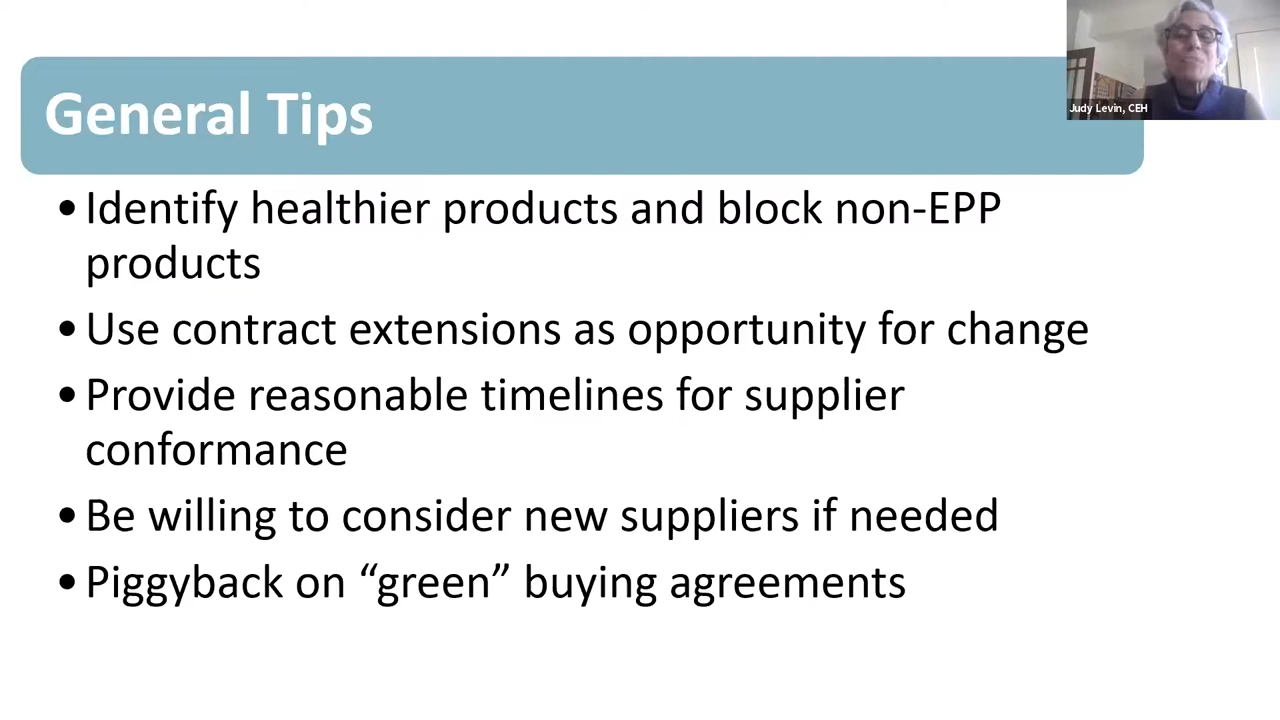 General Tips
Judy Levin, CEH
•Identify healthier products and block non-EPP
products
•Use contract extensions as opportunity for change
•Provide reasonable timelines for supplier
conformance
•Be willing to consider new suppliers if needed
•Piggyback on “green” buying agreements